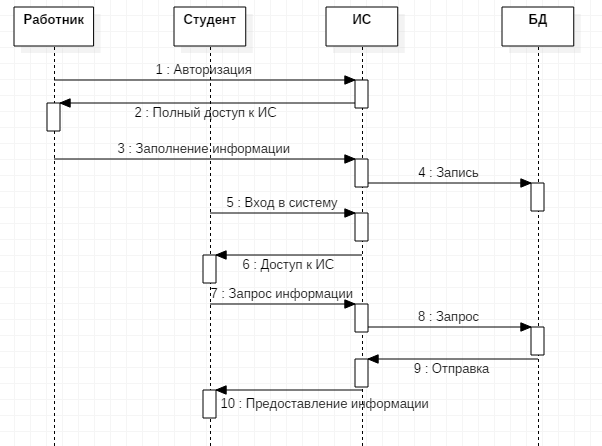 Работник
Студент
ИС
БД
1 : Авторизация
2 : Полный доступ к ИС
3 : Заполнение информации
4 : Запись
5 : Вход в систему
6 : Доступ к ИС
7 : Запрос информации
8 : Запрос
9 : Отправка
10 : Предоставление информации